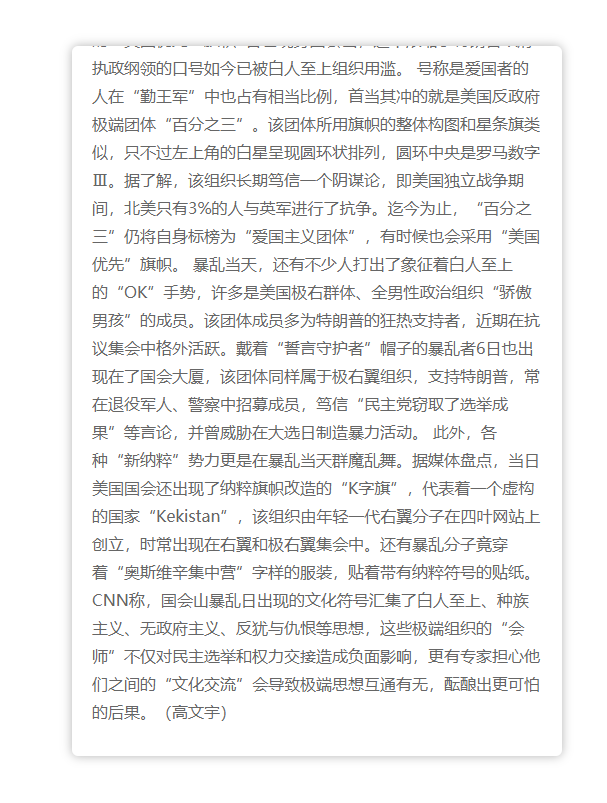 执政纲领的口号如今已被白人至上组织用滥。 号称是爱国者的
人在“勤王军”中也占有相当比例，首当其冲的就是美国反政府
极端团体“百分之三”。该团体所用旗帜的整体构图和星条旗类
似，只不过左上角的白星呈现圆环状排列，圆环中央是罗马数字
Ⅲ。据了解，该组织长期笃信一个阴谋论，即美国独立战争期
间，北美只有3%的人与英军进行了抗争。迄今为止，“百分之
三”仍将自身标榜为“爱国主义团体”，有时候也会采用“美国
优先”旗帜。 暴乱当天，还有不少人打出了象征着白人至上
的“OK”手势，许多是美国极右群体、全男性政治组织“骄傲
男孩”的成员。该团体成员多为特朗普的狂热支持者，近期在抗
议集会中格外活跃。戴着“誓言守护者”帽子的暴乱者6日也出
现在了国会大厦，该团体同样属于极右翼组织，支持特朗普，常
在退役军人、警察中招募成员，笃信“民主党窃取了选举成
果”等言论，并曾威胁在大选日制造暴力活动。 此外，各
种“新纳粹”势力更是在暴乱当天群魔乱舞。据媒体盘点，当日
美国国会还出现了纳粹旗帜改造的“K字旗”，代表着一个虚构
的国家“Kekistan”，该组织由年轻一代右翼分子在四叶网站上
创立，时常出现在右翼和极右翼集会中。还有暴乱分子竟穿
着“奥斯维辛集中营”字样的服装，贴着带有纳粹符号的贴纸。
CNN称，国会山暴乱日出现的文化符号汇集了白人至上、种族
主义、无政府主义、反犹与仇恨等思想，这些极端组织的“会
师”不仅对民主选举和权力交接造成负面影响，更有专家担心他
们之间的“文化交流”会导致极端思想互通有无，酝酿出更可怕
的后果。（高文宇）